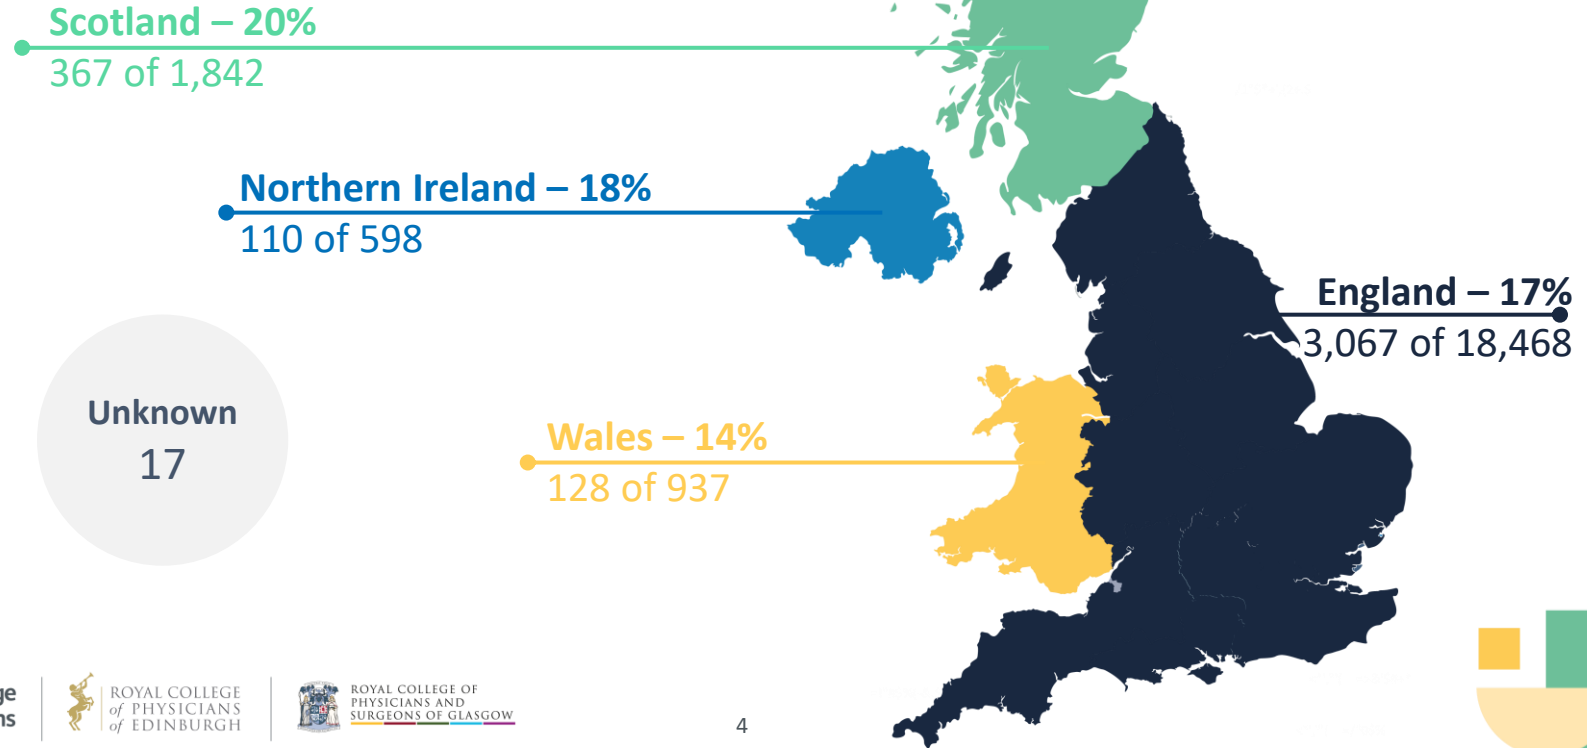 Scotland – 20%
367 of 1,842
Northern Ireland – 18%
110 of 598
England – 17%
3,067 of 18,468
Unknown
17
Wales – 14%
128 of 937
ROYAL COLLEGE
of PHYSICIANS
of EDINBURGH
ROYAL COLLEGE OF
PHYSICIANS AND
SURGEONS OF GLASGOW
4